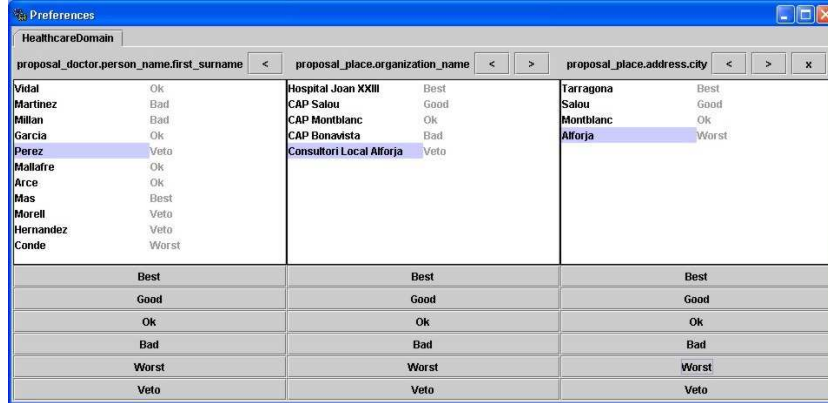 Preferences
HealthcareDomain
proposal_doctor.person_name.first_surname < proposal_place.organization_name < > proposal_place.address.city < > x
Vidal Ok Hospital Joan XXIII Best Tarragona Best
Martinez Bad CAP Salou Good Salou Good
Millan Bad CAP Montblanc Ok Montblanc Ok
Garcia Ok CAP Bonavista Bad Alforja Worst
Perez Veto Consultori Local Alforja Veto
Mallafre Ok
Arce Ok
Mas Best
Morell Veto
Hernandez Veto
Conde Worst
Best Best Best
Good Good Good
Ok Ok Ok
Bad Bad Bad
Worst Worst Worst
Veto Veto Veto